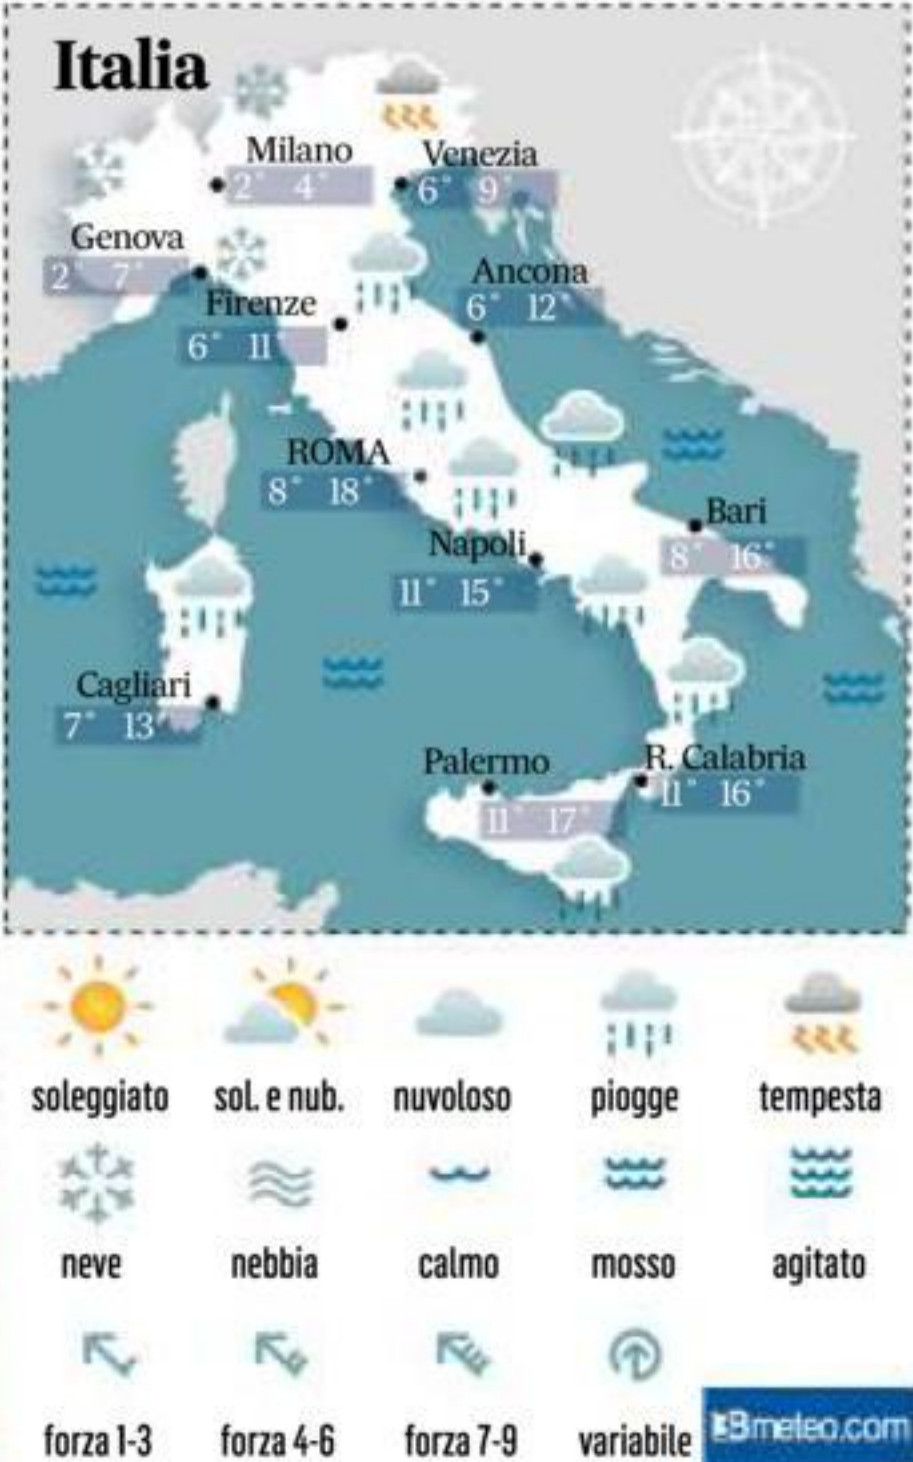 Italia
Milano
2° 4°
Venezia
6° 9°
Genova
2° 7°
Firenze
6° 11°
Ancona
6° 12°
ROMA
8° 18°
Napoli
11° 15°
Bari
8° 16°
Cagliari
7° 13°
Palermo
11° 17°
R. Calabria
11° 16°
soleggiato sol. e nub. nuvoloso piogge tempesta
neve nebbia calmo mosso agitato
forza 1-3 forza 4-6 forza 7-9 variabile
3Bmeteo.com